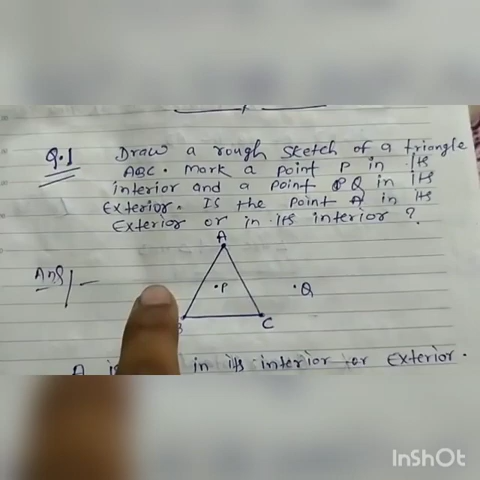 Q.1 Draw a rough sketch of a triangle
ABC. Mark a point P in its
interior and a point Q in its
Exterior. Is the point A in its
Exterior or in its interior?
Ans/-
A
.P
.Q
B
C
A is in its interior or Exterior.
InShOt